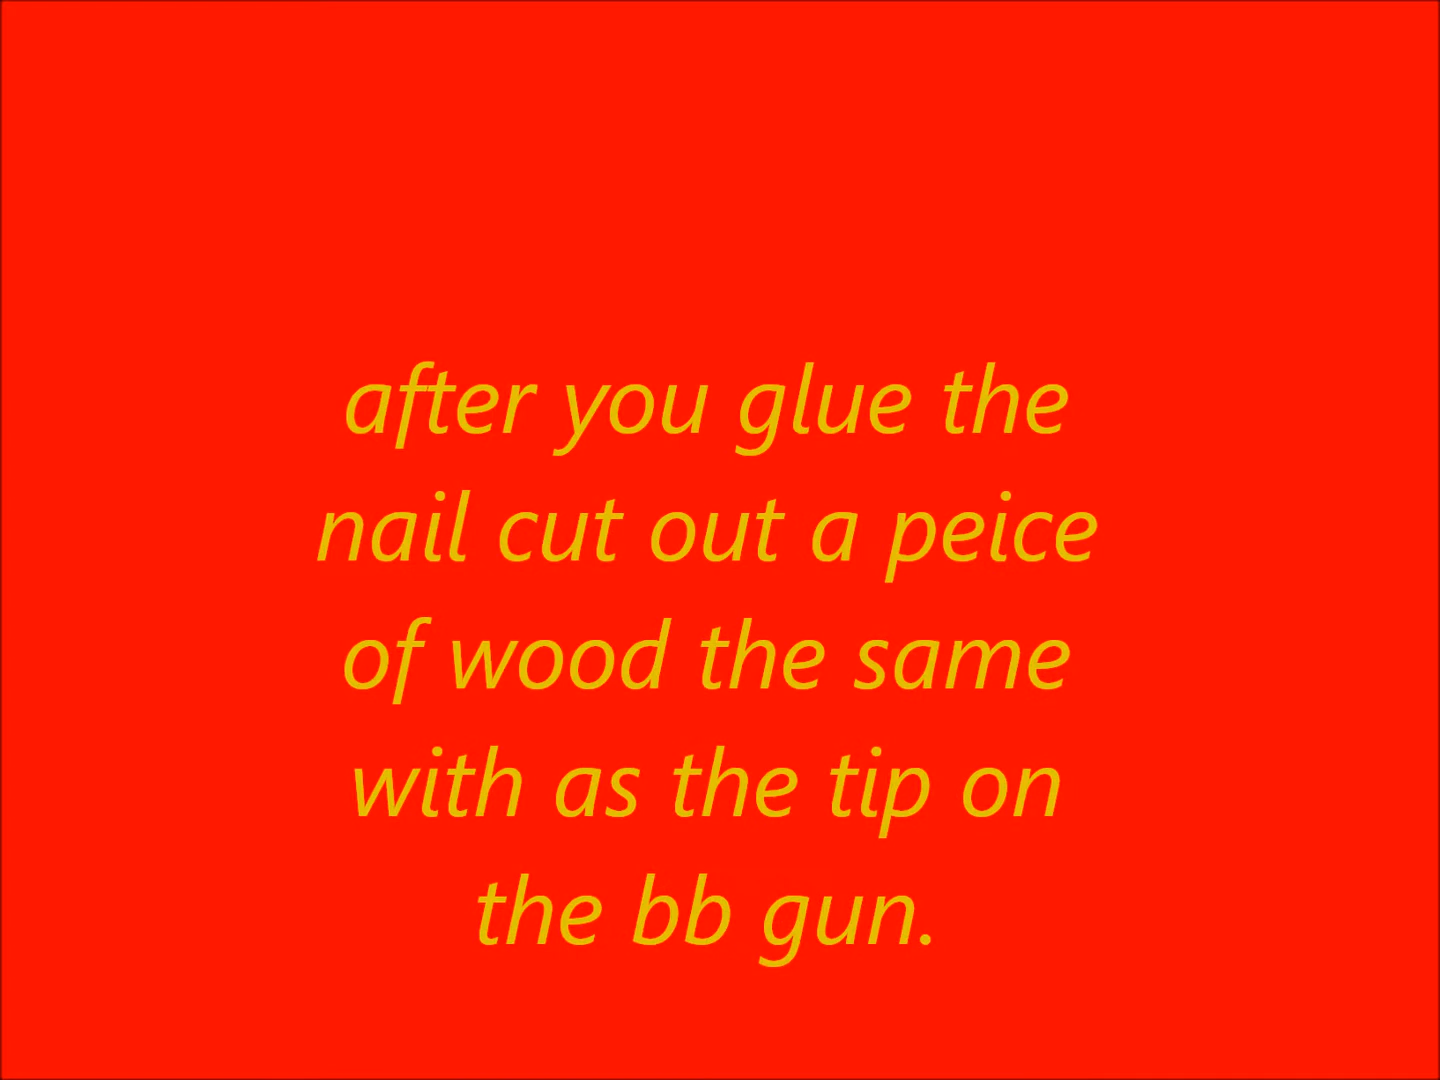 after you glue the
nail cut out a peice
of wood the same
with as the tip on
the bb gun.